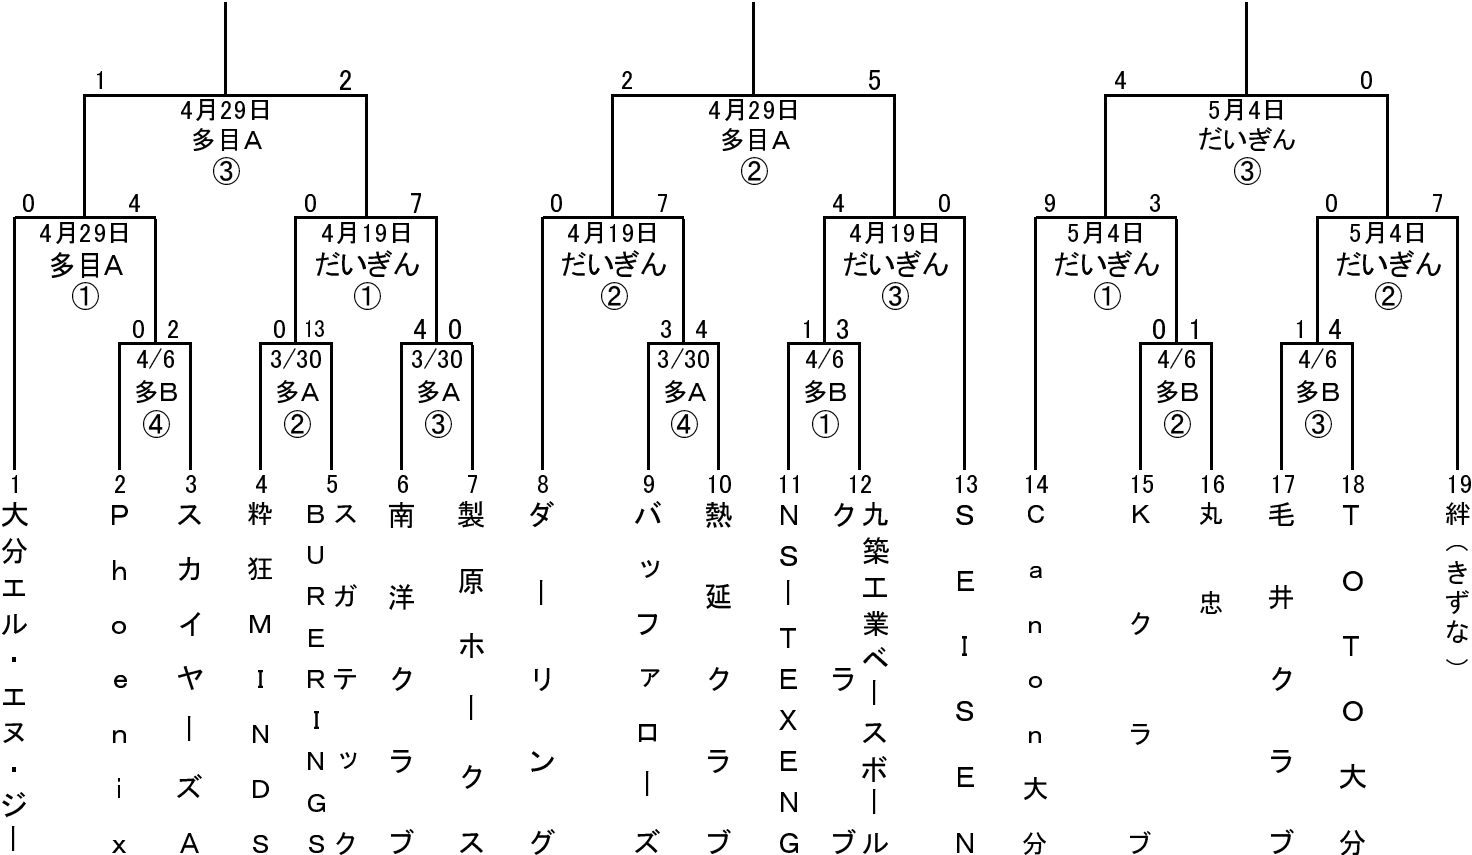 1 2 2 5 4 0
4月29日 4月29日 5月4日
多目A 多目A だいぎん
③ ② ③
0 4 0 7 0 7 4 0 9 3 0 7
4月29日 4月19日 4月19日 4月19日 5月4日 5月4日
多目A だいぎん だいぎん だいぎん だいぎん だいぎん
① ① ② ③ ① ②
0 2 0 13 4 0 3 4 1 3 0 1 1 4
4/6 3/30 3/30 3/30 4/6 4/6 4/6
多B 多A 多A 多A 多B 多B 多B
④ ② ③ ④ ① ② ③
1 2 3 4 5 6 7 8 9 10 11 12 13 14 15 16 17 18 19
大分エル・エヌ・ジー
Phoenix
スカイヤーズA
粋狂MINDS
スガテック
BURERINGS
南洋クラブ
製原ホークス
ダーリング
バッファローズ
熱延クラブ
NSーTEXENG
九築工業ベースボール
クラブ
SEISEN
Canon大分
Kクラブ
丸忠
毛井クラブ
TOTO大分
絆(きずな)